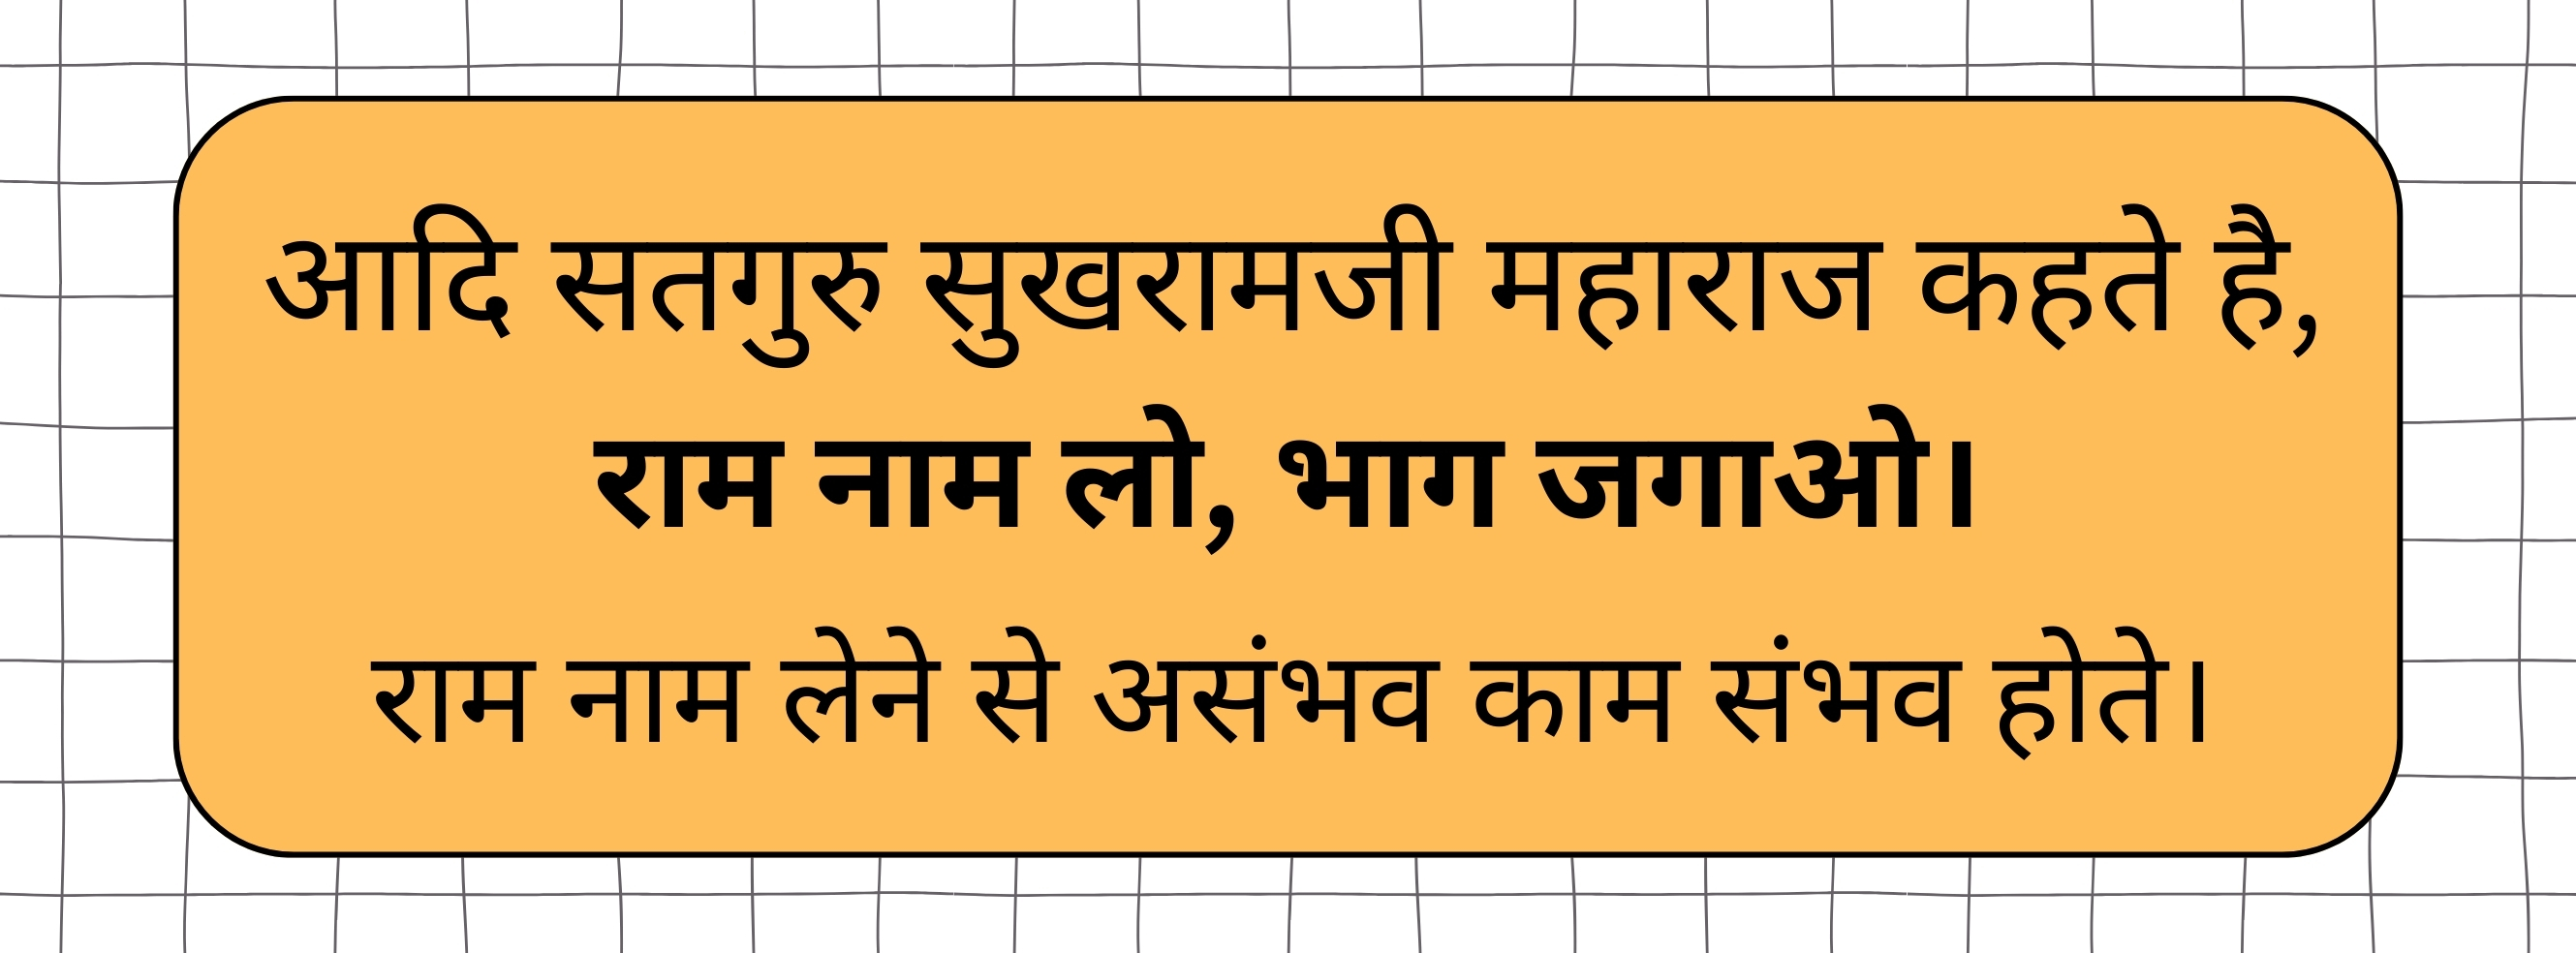 आदि सतगुरु सुखरामजी महाराज कहते है,
राम नाम लो, भाग जगाओ।
राम नाम लेने से असंभव काम संभव होते।